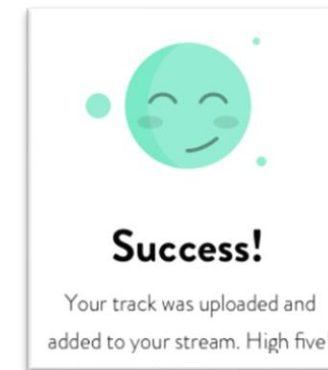 Success!
Your track was uploaded and
added to your stream. High five!